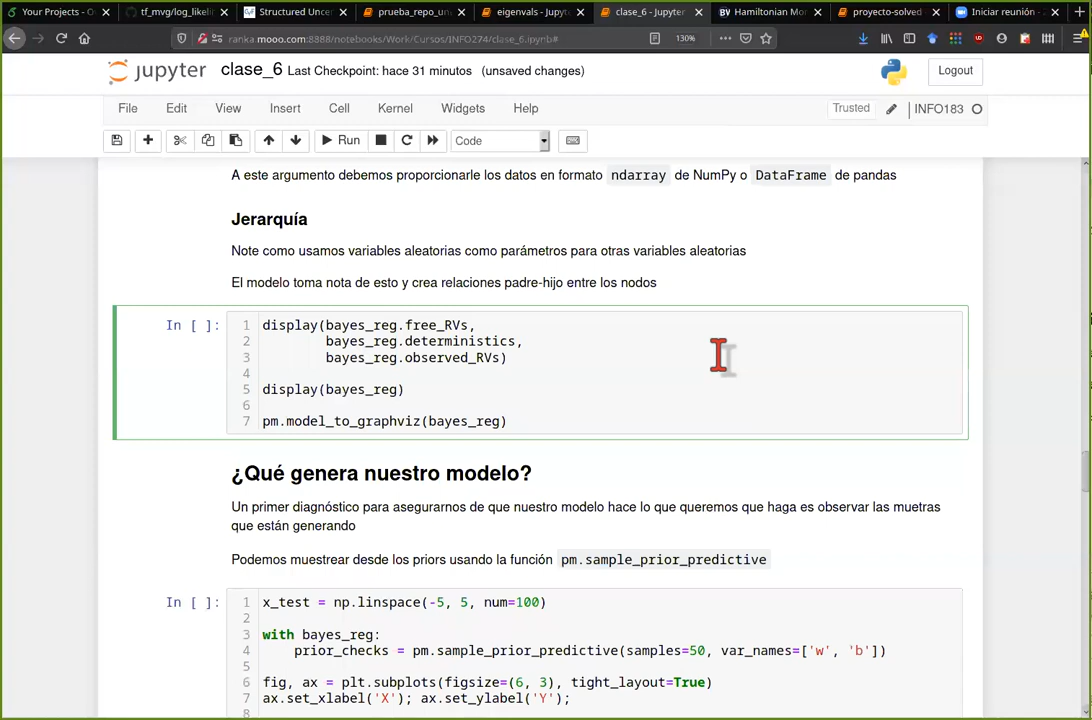 Your Projects - O
tf_mvg/log_likeli
Structured Uncer
prueba_repo_un
eigenvals - Jupyte
clase_6 - Jupyter
Hamiltonian Mo
proyecto-solved
Iniciar reunión -
ranka.mooo.com:8888/notebooks/Work/Cursos/INFO274/clase_6.ipynb#
130%
jupyter clase_6 Last Checkpoint: hace 31 minutos (unsaved changes)
Logout
File Edit View Insert Cell Kernel Widgets Help
Trusted
INFO183
Run
Code
A este argumento debemos proporcionarle los datos en formato ndarray de NumPy o DataFrame de pandas
Jerarquía
Note como usamos variables aleatorias como parámetros para otras variables aleatorias
El modelo toma nota de esto y crea relaciones padre-hijo entre los nodos
In [ ]:
1 display(bayes_reg.free_RVs,
2 bayes_reg.deterministics,
3 bayes_reg.observed_RVs)
4
5 display(bayes_reg)
6
7 pm.model_to_graphviz(bayes_reg)
¿Qué genera nuestro modelo?
Un primer diagnóstico para asegurarnos de que nuestro modelo hace lo que queremos que haga es observar las muetras
que están generando
Podemos muestrear desde los priors usando la función pm.sample_prior_predictive
In [ ]:
1 x_test = np.linspace(-5, 5, num=100)
2
3 with bayes_reg:
4 prior_checks = pm.sample_prior_predictive(samples=50, var_names=['w', 'b'])
5
6 fig, ax = plt.subplots(figsize=(6, 3), tight_layout=True)
7 ax.set_xlabel('X'); ax.set_ylabel('Y');
8